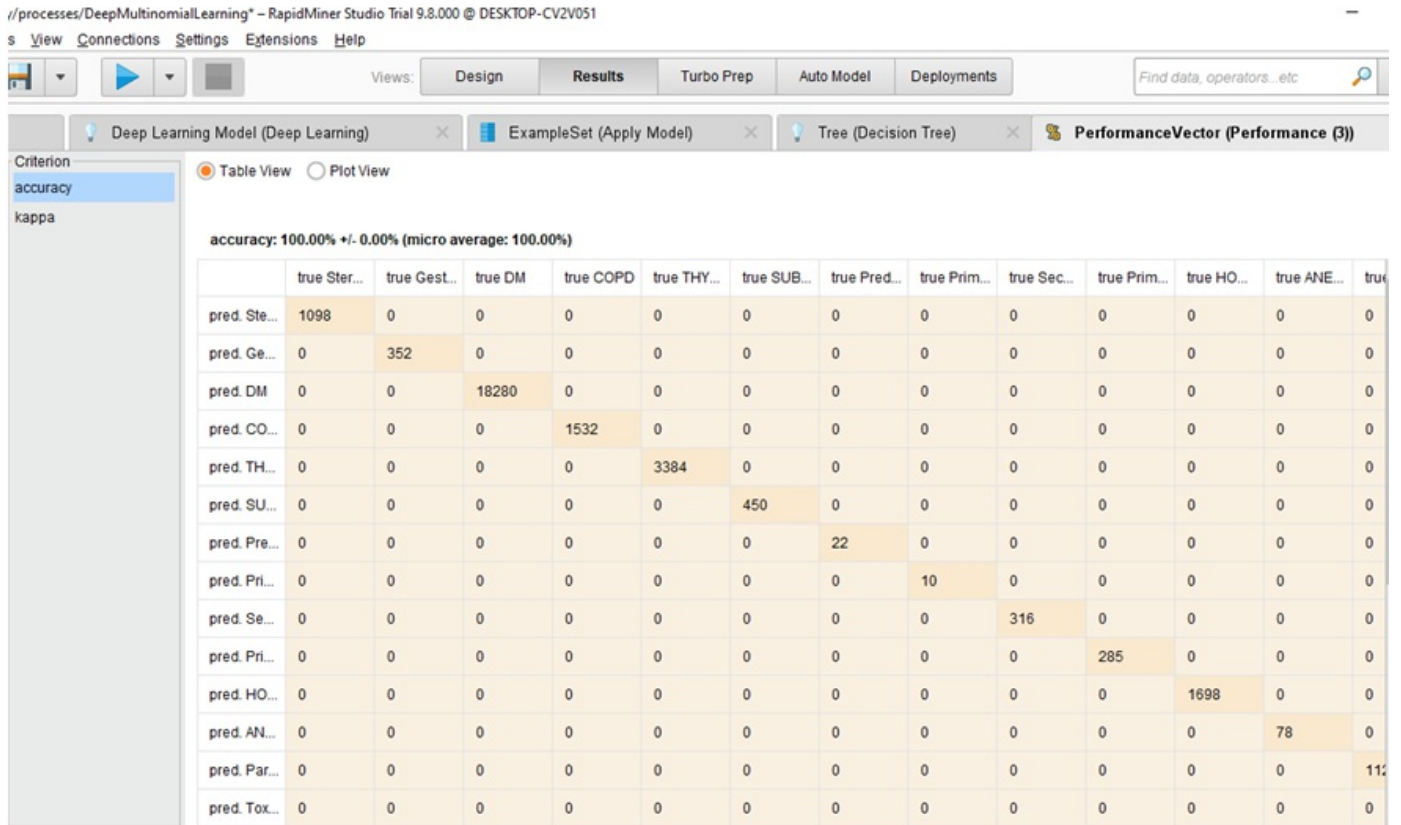 /processes/DeepMultinomialLearning* – RapidMiner Studio Trial 9.8.000 @ DESKTOP-CV2V051
s View Connections Settings Extensions Help
Views: Design Results Turbo Prep Auto Model Deployments Find data, operators...etc
Deep Learning Model (Deep Learning) ExampleSet (Apply Model) Tree (Decision Tree) PerformanceVector (Performance (3))
Criterion
accuracy
kappa
Table View Plot View
accuracy: 100.00% +/- 0.00% (micro average: 100.00%)
true Ster... true Gest... true DM true COPD true THY... true SUB... true Pred... true Prim... true Sec... true Prim... true HO... true ANE... true
pred. Ste... 1098 0 0 0 0 0 0 0 0 0 0 0 0
pred. Ge... 0 352 0 0 0 0 0 0 0 0 0 0 0
pred. DM 0 0 18280 0 0 0 0 0 0 0 0 0 0
pred. CO... 0 0 0 1532 0 0 0 0 0 0 0 0 0
pred. TH... 0 0 0 0 3384 0 0 0 0 0 0 0 0
pred. SU... 0 0 0 0 0 450 0 0 0 0 0 0 0
pred. Pre... 0 0 0 0 0 0 22 0 0 0 0 0 0
pred. Pri... 0 0 0 0 0 0 0 10 0 0 0 0 0
pred. Se... 0 0 0 0 0 0 0 0 316 0 0 0 0
pred. Pri... 0 0 0 0 0 0 0 0 0 285 0 0 0
pred. HO... 0 0 0 0 0 0 0 0 0 0 1698 0 0
pred. AN... 0 0 0 0 0 0 0 0 0 0 0 78 0
pred. Par... 0 0 0 0 0 0 0 0 0 0 0 0
pred. Tox... 0 0 0 0 0 0 0 0 0 0 0 0 0